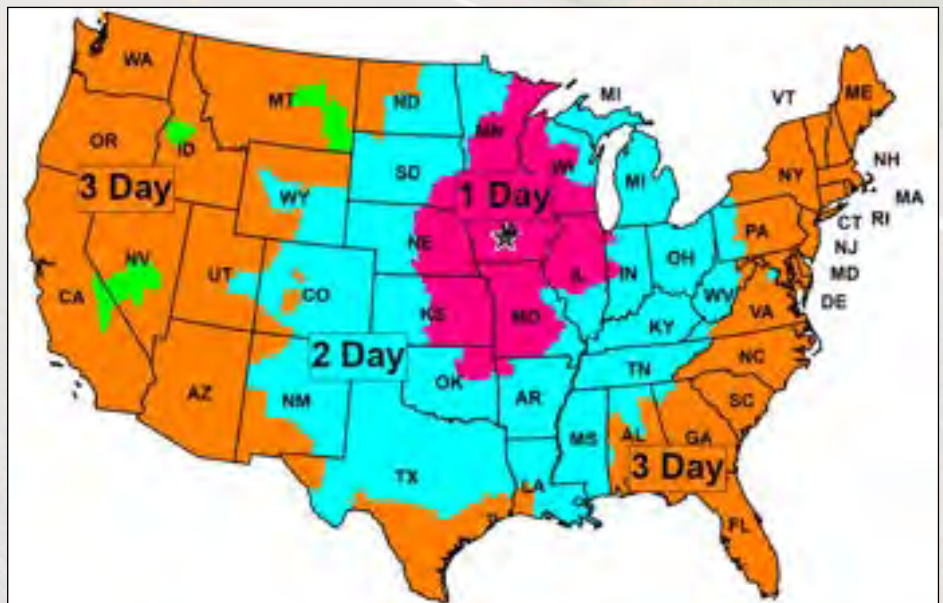 WA
MT
ND
MN
MI
VT
ME
OR
ID
SD
WI
MI
NY
NH
3 Day
WY
1 Day
MA
NE
PA
CT
RI
NV
UT
CO
IL
IN
OH
NJ
MD
CA
KS
MO
WV
VA
DE
2 Day
KY
AZ
NM
OK
AR
TN
NC
SC
MS
AL
GA
TX
LA
3 Day
FL